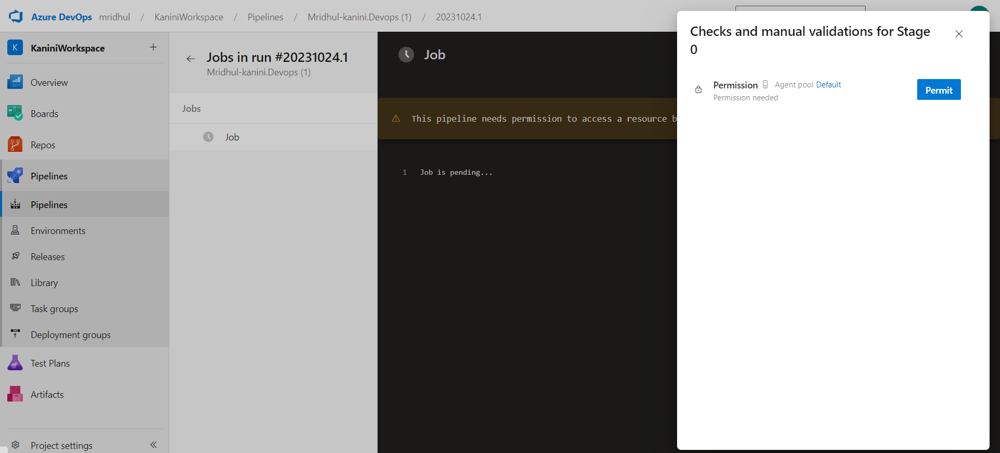 Azure DevOps mridhul / KaniniWorkspace / Pipelines / Mridhul-kanini.Devops (1) / 20231024.1
K KaniniWorkspace +
Overview
Boards
Repos
Pipelines
Pipelines
Environments
Releases
Library
Task groups
Deployment groups
Test Plans
Artifacts
Project settings
Jobs in run #20231024.1
Mridhul-kanini.Devops (1)
Jobs
Job
Job
This pipeline needs permission to access a resource b
1 Job is pending...
Checks and manual validations for Stage
0
Permission Agent pool Default
Permission needed
Permit